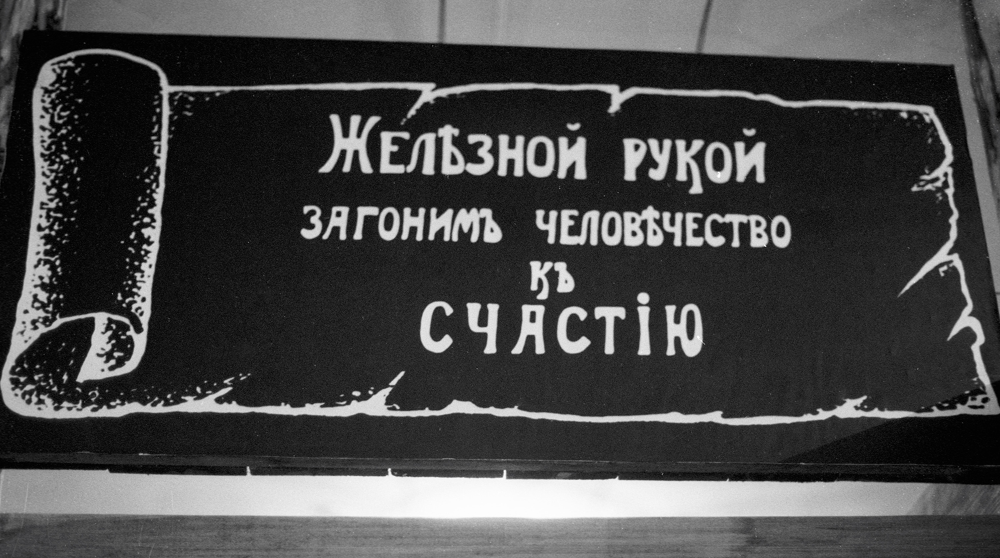 Желѣзной рукой
загонимъ человѣчество
къ
счастію